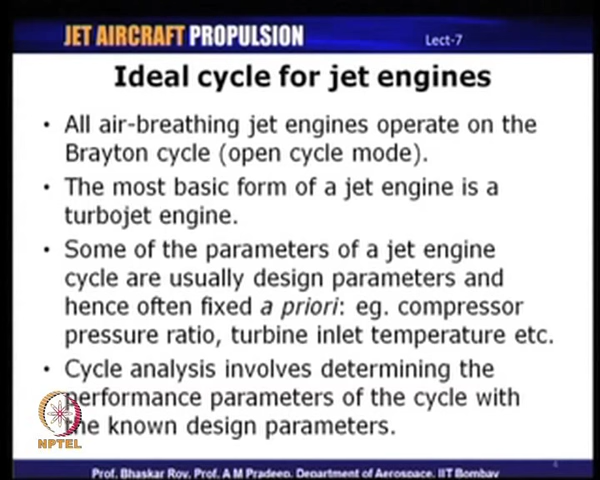 JET AIRCRAFT PROPULSION
Lect-7
Ideal cycle for jet engines
• All air-breathing jet engines operate on the
Brayton cycle (open cycle mode).
• The most basic form of a jet engine is a
turbojet engine.
• Some of the parameters of a jet engine
cycle are usually design parameters and
hence often fixed a priori: eg. compressor
pressure ratio, turbine inlet temperature etc.
• Cycle analysis involves determining the
performance parameters of the cycle with
the known design parameters.
NPTEL
Prof. Bhaskar Roy, Prof. A M Pradeep, Department of Aerospace, IIT Bombay